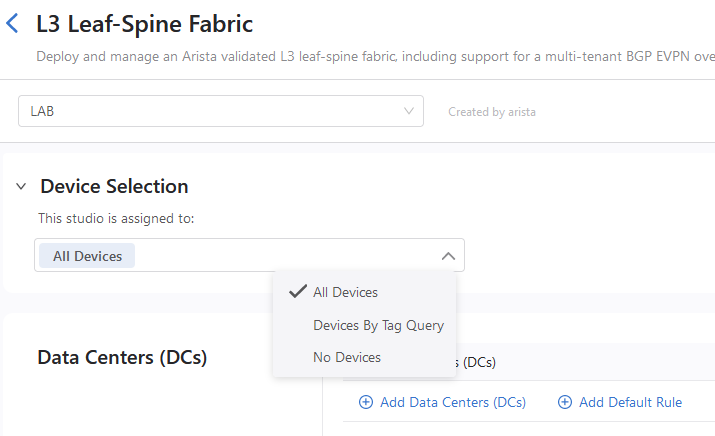 L3 Leaf-Spine Fabric
Deploy and manage an Arista validated L3 leaf-spine fabric, including support for a multi-tenant BGP EVPN ove
LAB
Created by arista
Device Selection
This studio is assigned to:
All Devices
All Devices
Devices By Tag Query
No Devices
Data Centers (DCs)
s (DCs)
Add Data Centers (DCs)
Add Default Rule